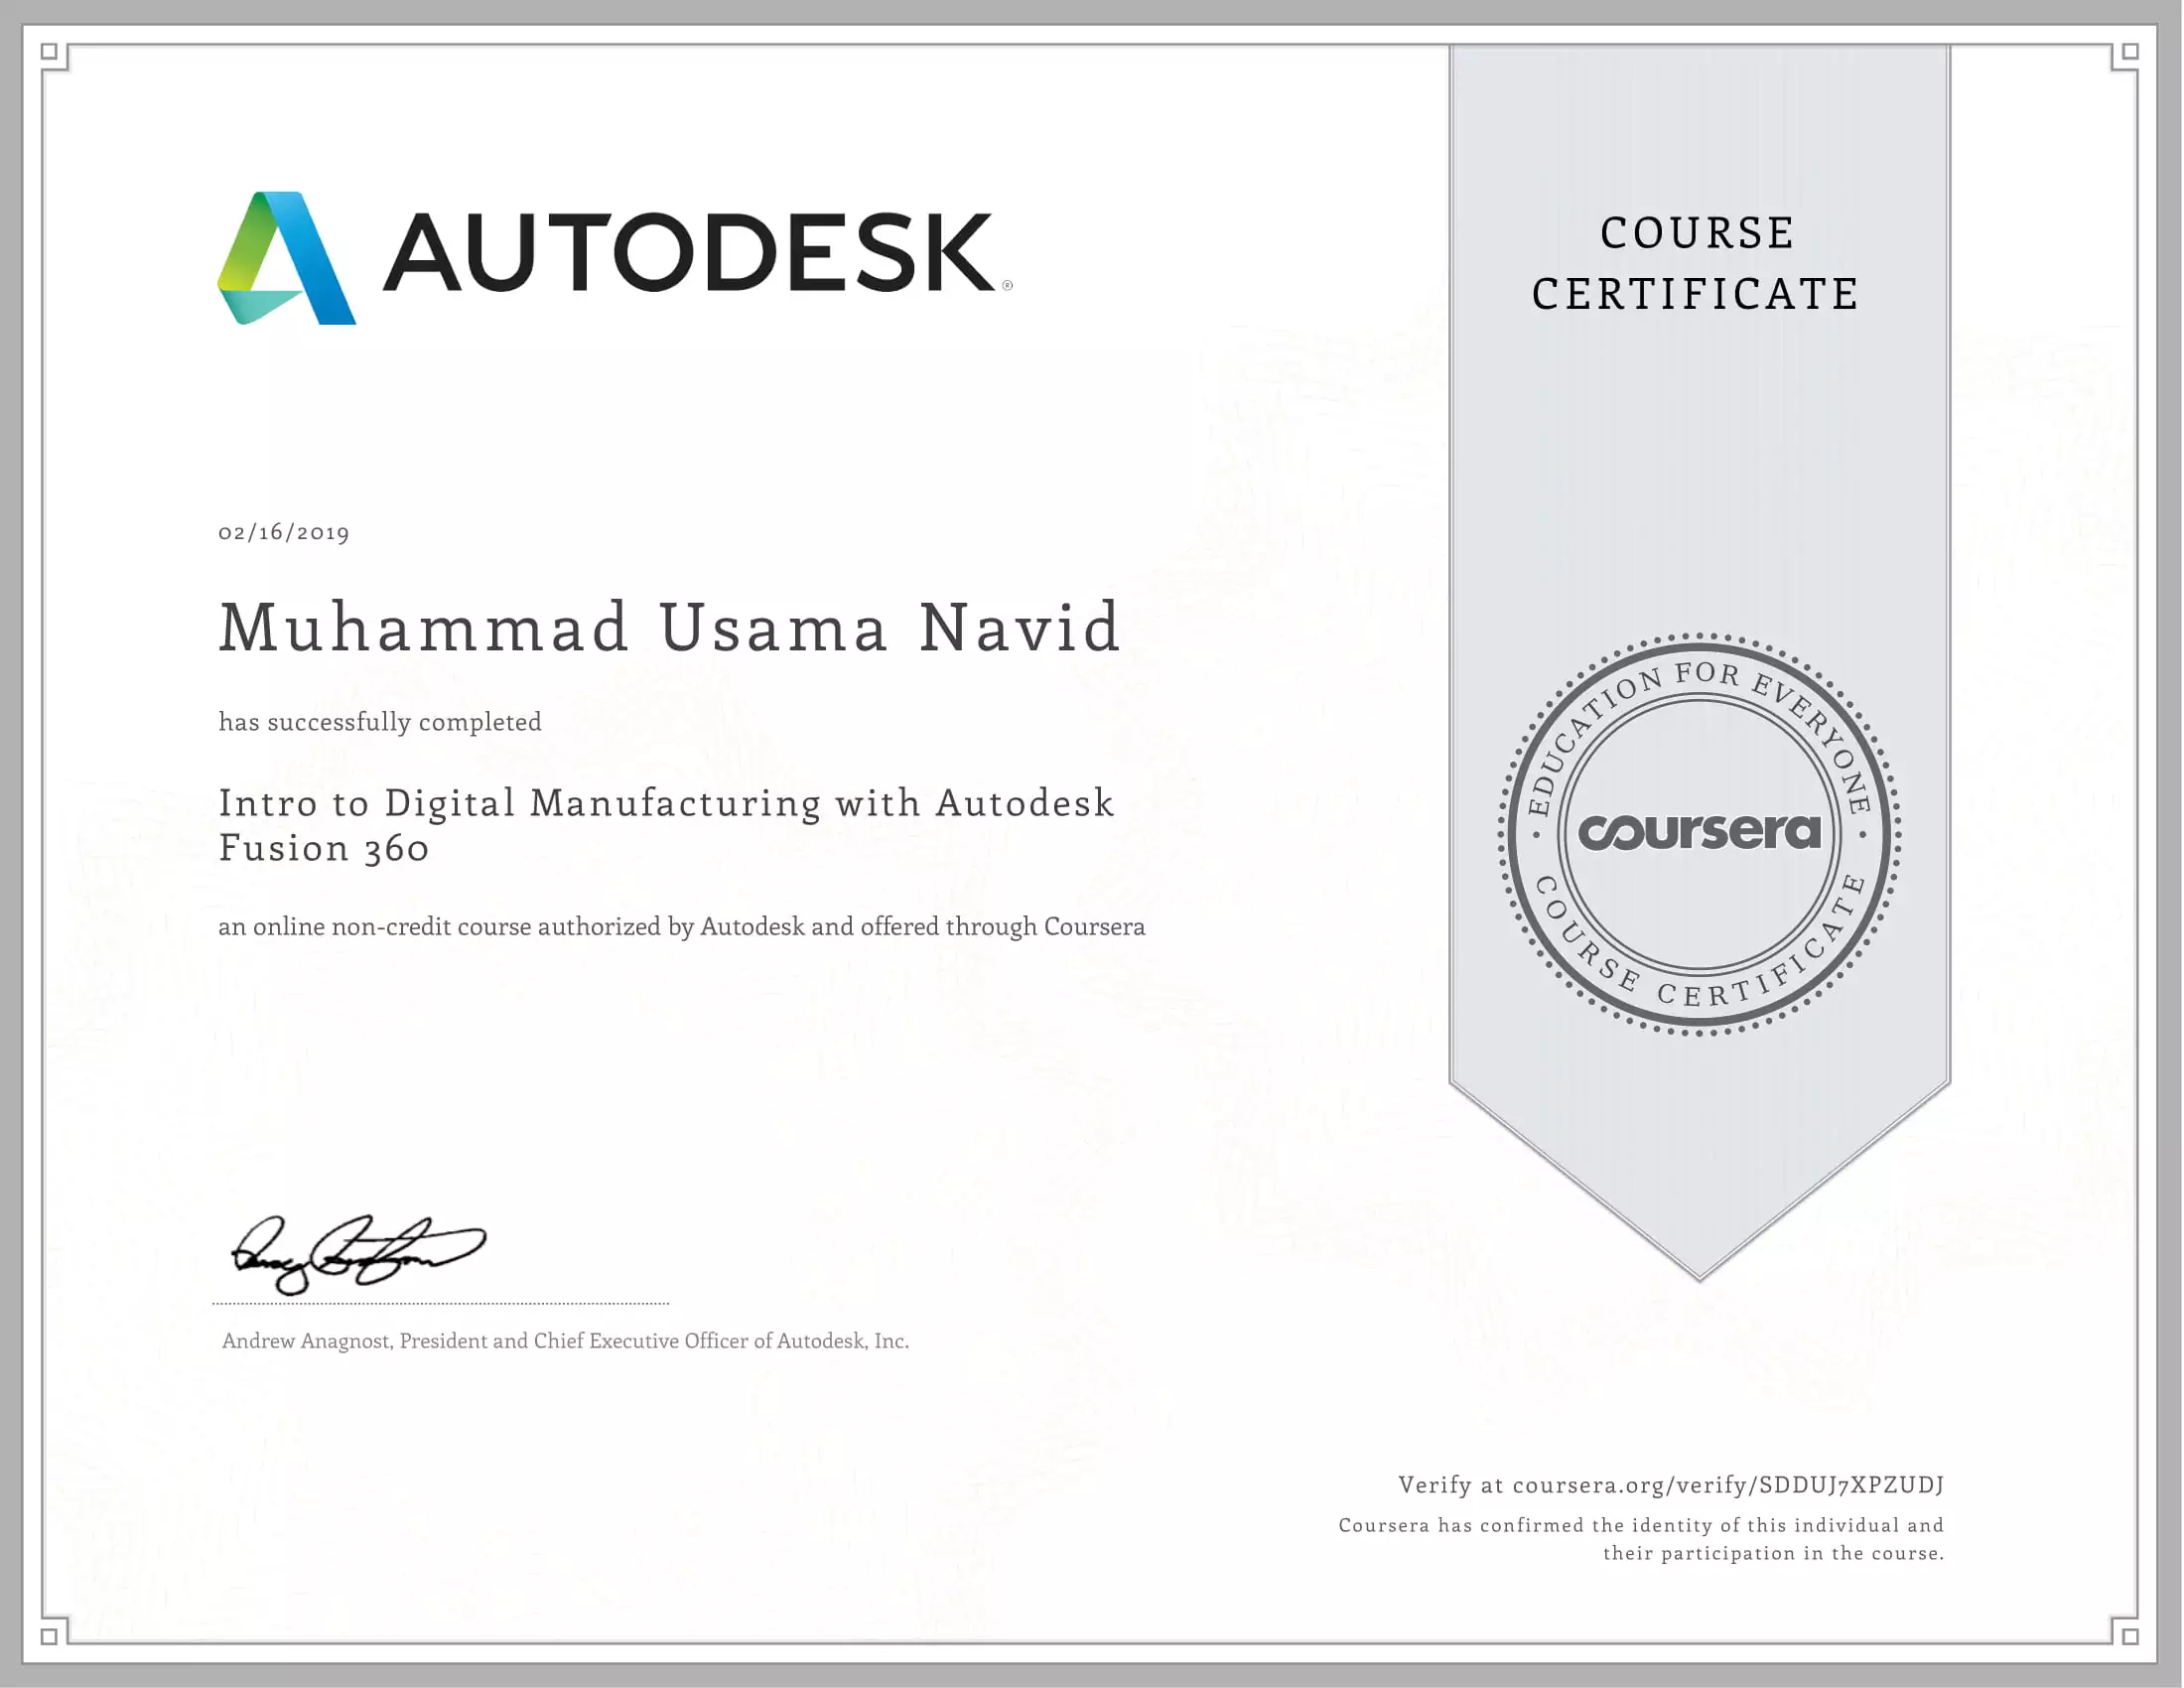 AUTODESK®
COURSE
CERTIFICATE
02/16/2019
Muhammad Usama Navid
has successfully completed
Intro to Digital Manufacturing with Autodesk
Fusion 360
an online non-credit course authorized by Autodesk and offered through Coursera
• EDUCATION FOR EVERYONE •
coursera
COURSE CERTIFICATE
Andrew Anagnost, President and Chief Executive Officer of Autodesk, Inc.
Verify at coursera.org/verify/SDDUJ7XPZUDJ
Coursera has confirmed the identity of this individual and
their participation in the course.